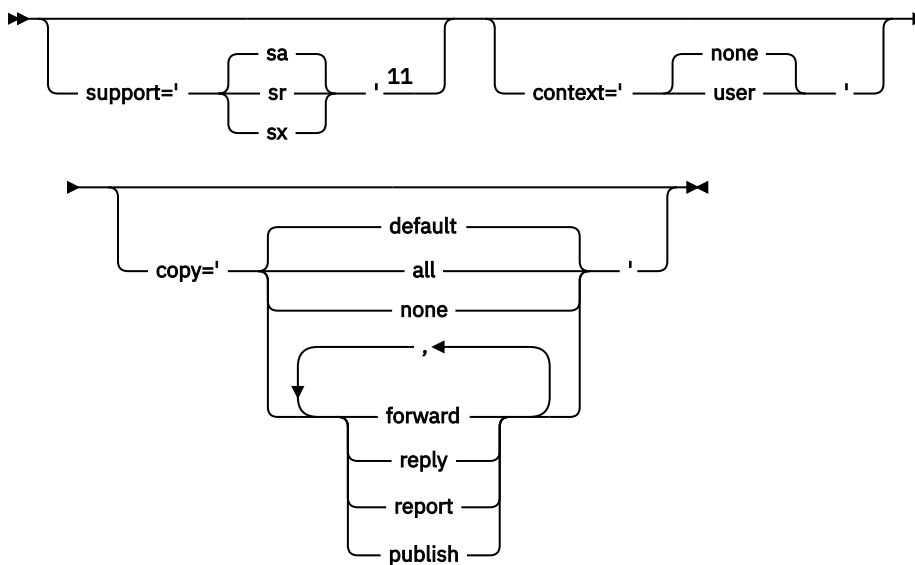 sa
none
support=' sr ' 11
context=' user '
sx
default
copy=' all '
none
,
forward
reply
report
publish